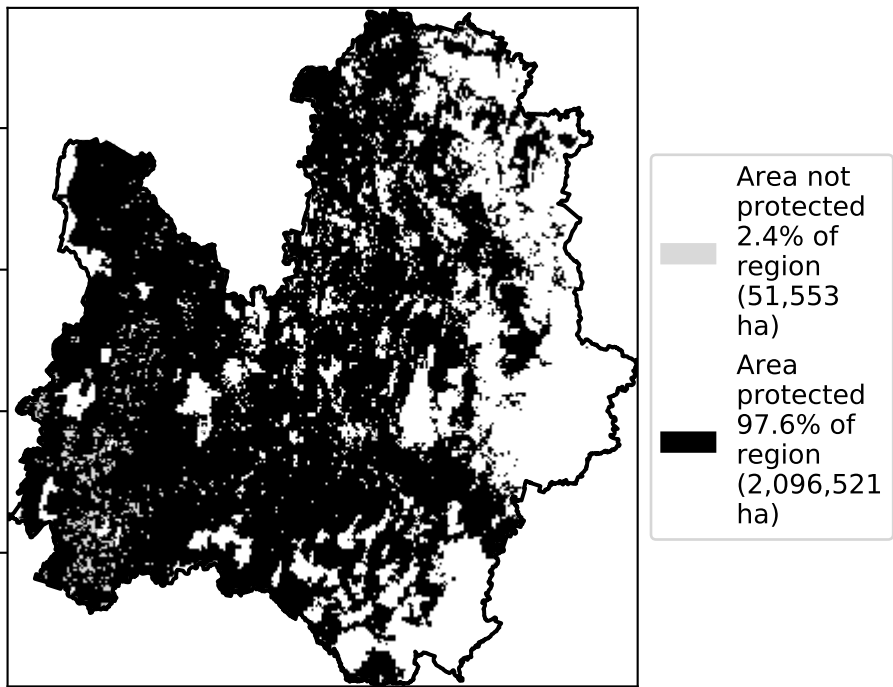 Area not
protected
2.4% of
region
(51,553
ha)
Area
protected
97.6% of
region
(2,096,521
ha)